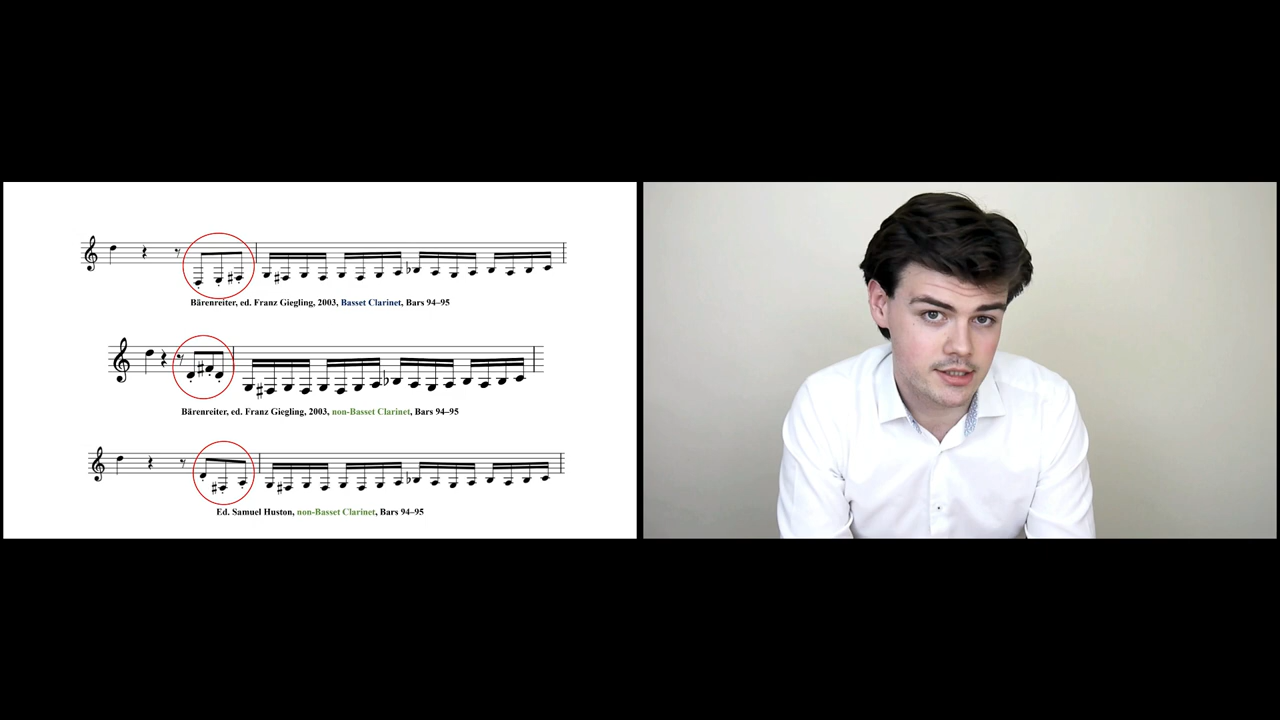 Bärenreiter, ed. Franz Giegling, 2003, Basset Clarinet, Bars 94–95
Bärenreiter, ed. Franz Giegling, 2003, non-Basset Clarinet, Bars 94–95
Ed. Samuel Huston, non-Basset Clarinet, Bars 94–95